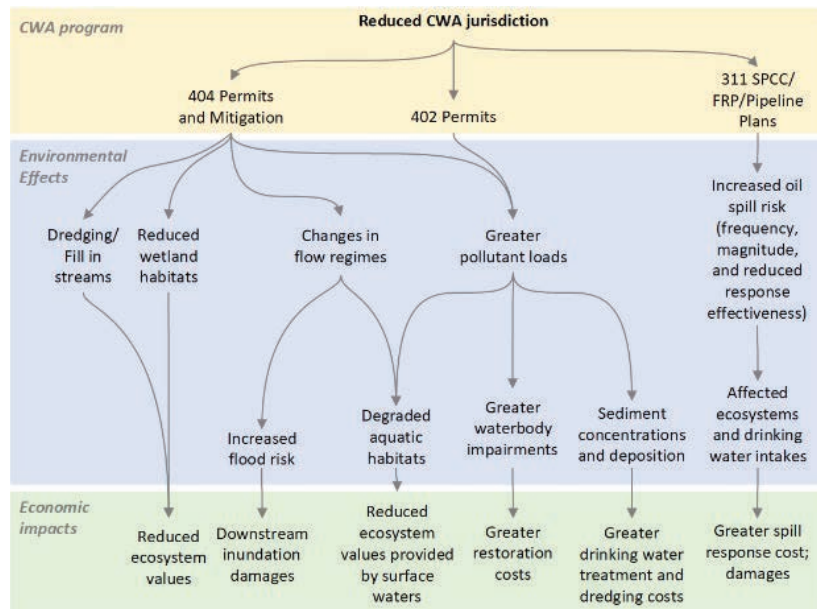 CWA program
Reduced CWA jurisdiction
404 Permits
and Mitigation
402 Permits
311 SPCC/
FRP/Pipeline
Plans
Environmental
Effects
Dredging/
Fill in
streams
Reduced
wetland
habitats
Changes in
flow regimes
Greater
pollutant loads
Increased oil
spill risk
(frequency,
magnitude,
and reduced
response
effectiveness)
Increased
flood risk
Degraded
aquatic
habitats
Greater
waterbody
impairments
Sediment
concentrations
and deposition
Affected
ecosystems
and drinking
water intakes
Economic
impacts
Reduced
ecosystem
values
Downstream
inundation
damages
Reduced
ecosystem
values provided
by surface
waters
Greater
restoration
costs
Greater
drinking water
treatment and
dredging costs
Greater spill
response cost;
damages